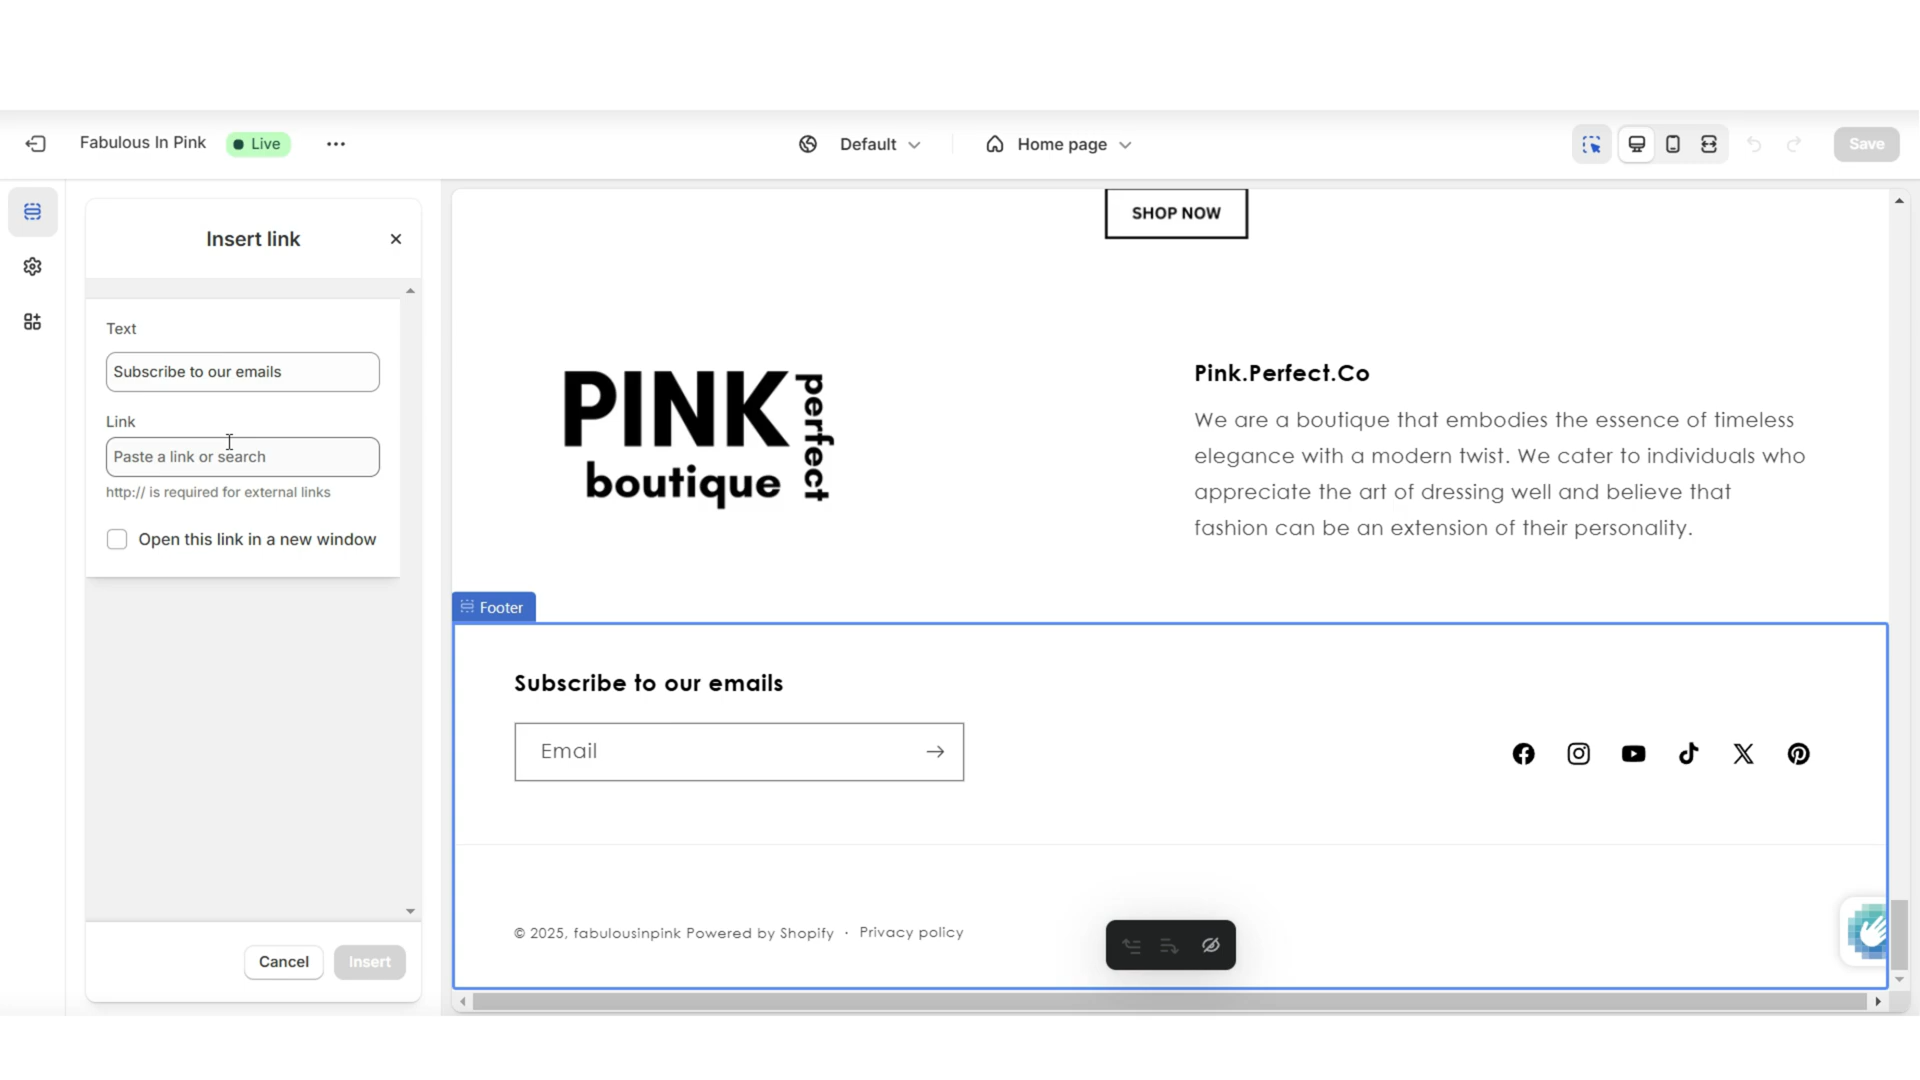 Fabulous In Pink
Live
Default
Home page
Save
Insert link
Text
Subscribe to our emails
Link
Paste a link or search
http:// is required for external links
Open this link in a new window
Cancel
Insert
SHOP NOW
PINK
perfect
boutique
Pink.Perfect.Co
We are a boutique that embodies the essence of timeless
elegance with a modern twist. We cater to individuals who
appreciate the art of dressing well and believe that
fashion can be an extension of their personality.
Footer
Subscribe to our emails
Email
© 2025, fabulousinpink Powered by Shopify · Privacy policy